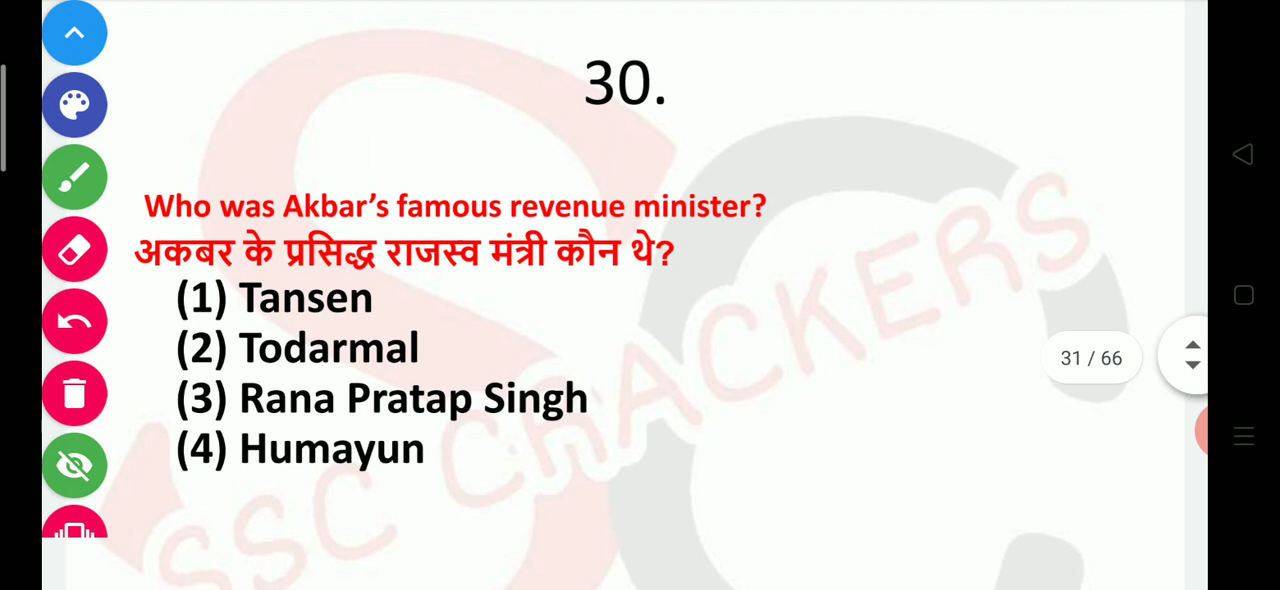 30.
Who was Akbar's famous revenue minister?
अकबर के प्रसिद्ध राजस्व मंत्री कौन थे?
(1) Tansen
(2) Todarmal
(3) Rana Pratap Singh
(4) Humayun
31 / 66
SSC CRACKERS